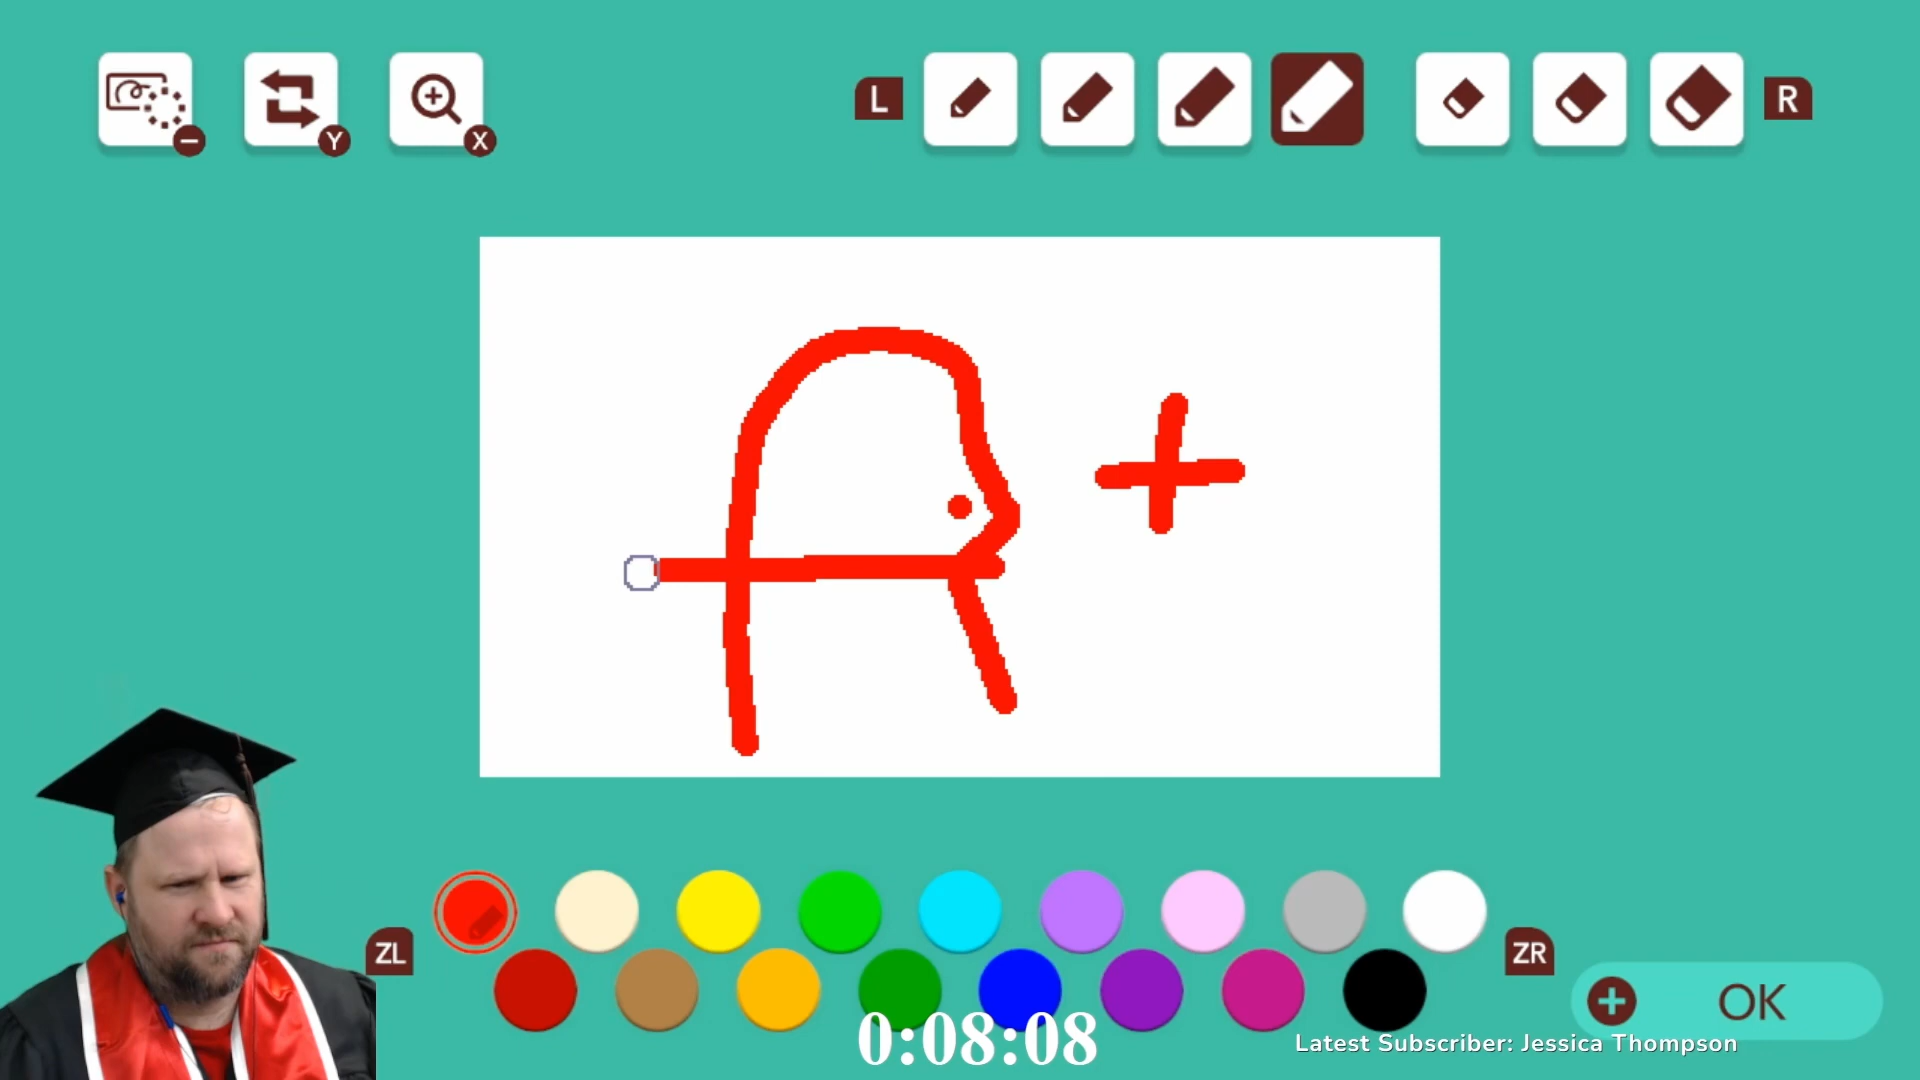 - Y X L R
A+
ZL ZR
+ OK
0:08:08
Latest Subscriber: Jessica Thompson